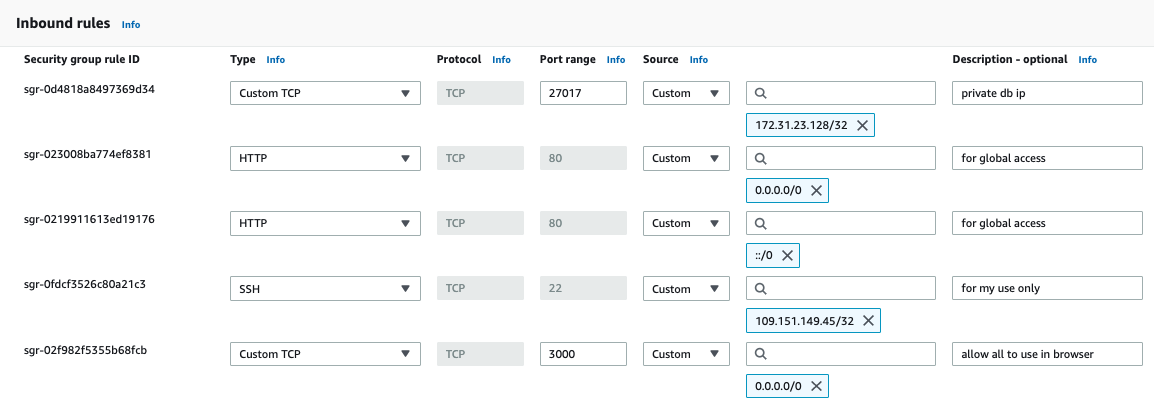 Inbound rules Info
Security group rule ID Type Info Protocol Info Port range Info Source Info Description - optional Info
sgr-0d4818a8497369d34 Custom TCP TCP 27017 Custom private db ip
172.31.23.128/32
sgr-023008ba774ef8381 HTTP TCP 80 Custom for global access
0.0.0.0/0
sgr-0219911613ed19176 HTTP TCP 80 Custom for global access
::/0
sgr-0fdcf3526c80a21c3 SSH TCP 22 Custom for my use only
109.151.149.45/32
sgr-02f982f5355b68fcb Custom TCP TCP 3000 Custom allow all to use in browser
0.0.0.0/0